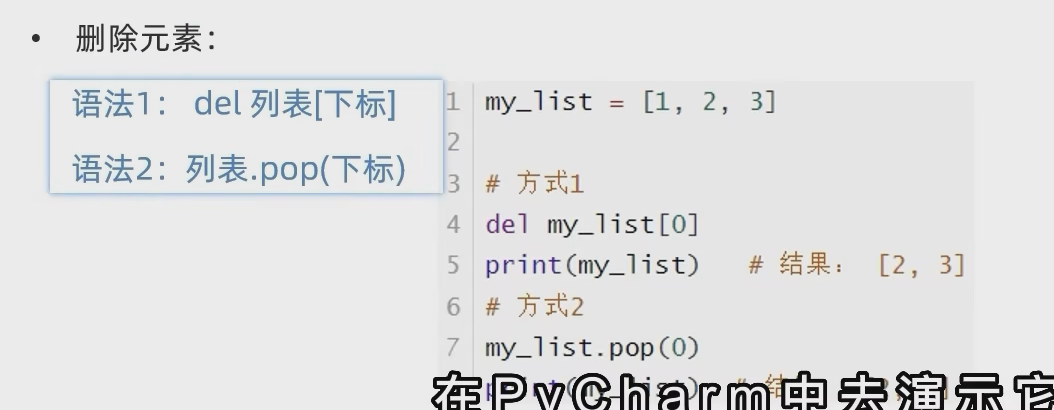 • 删除元素：
语法1： del 列表[下标]
语法2：列表.pop(下标)
1 my_list = [1, 2, 3]
2
3 # 方式1
4 del my_list[0]
5 print(my_list) # 结果： [2, 3]
6 # 方式2
7 my_list.pop(0)
在PyCharm中去演示它